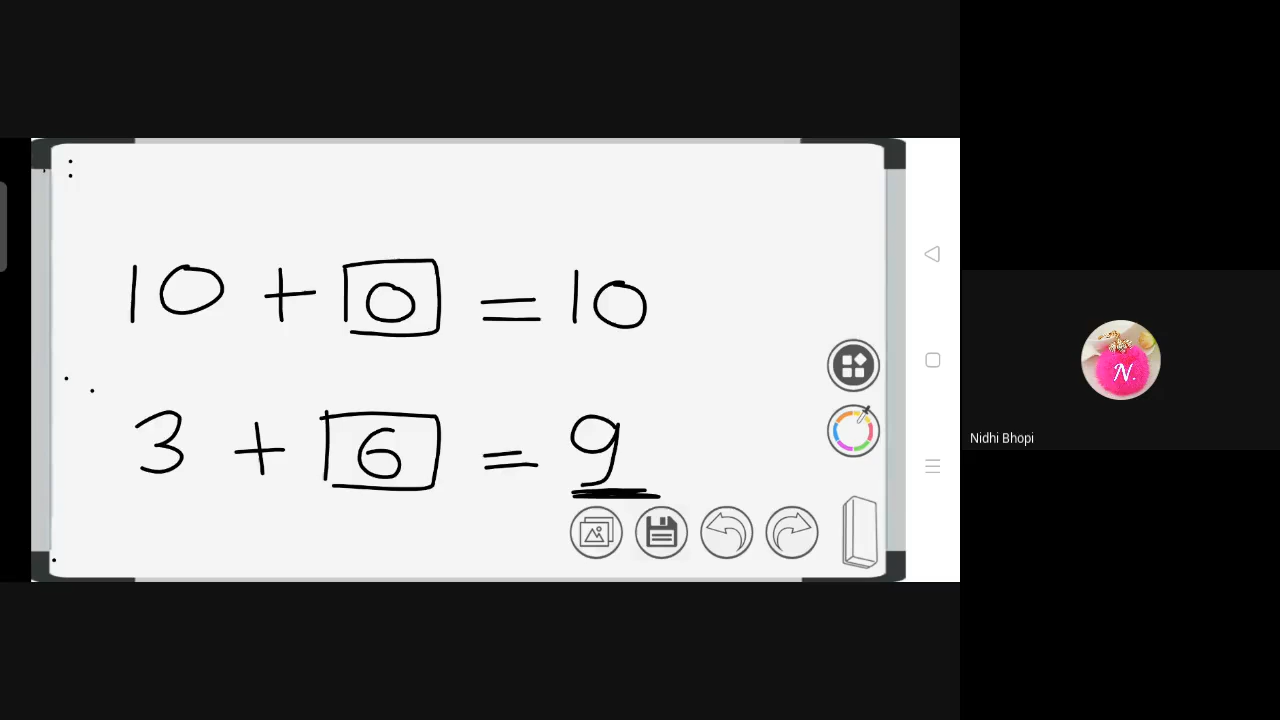 10 + 0 = 10
3 + 6 = 9
N.
Nidhi Bhopi